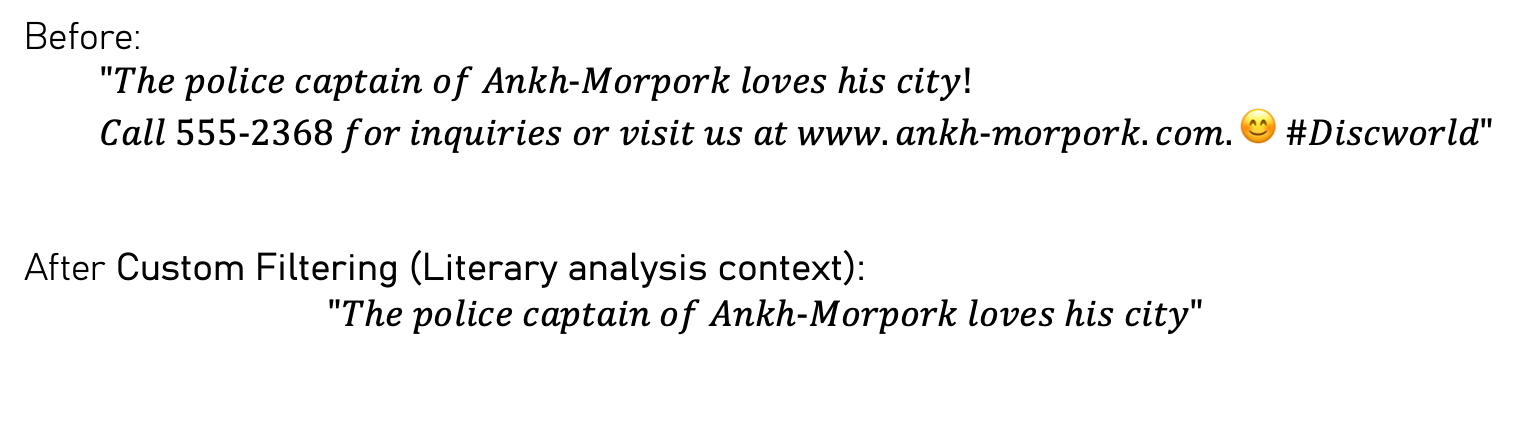 Before:
"The police captain of Ankh-Morpork loves his city!
Call 555-2368 for inquiries or visit us at www.ankh-morpork.com.😊 #Discworld"
After Custom Filtering (Literary analysis context):
"The police captain of Ankh-Morpork loves his city"